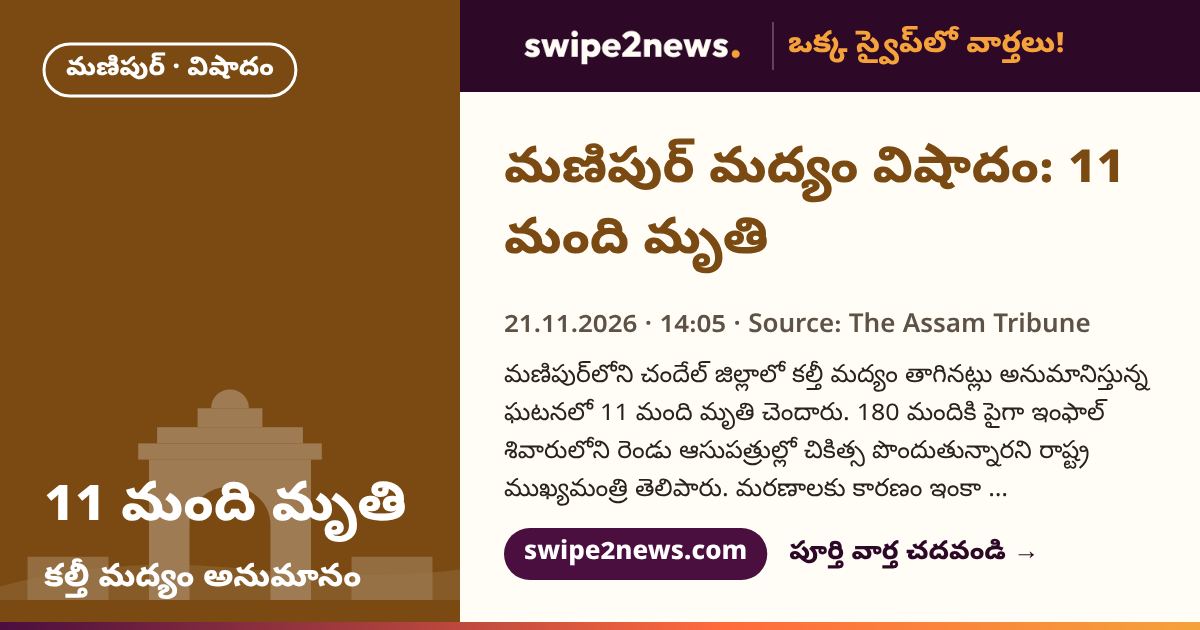 మణిపుర్ · విషాదం
11 మంది మృతి
కల్తీ మద్యం అనుమానం
swipe2news.
ఒక్క స్వైప్‌లో వార్తలు!
మణిపుర్ మద్యం విషాదం: 11
మంది మృతి
21.11.2026 · 14:05 · Source: The Assam Tribune
మణిపుర్‌లోని చందేల్ జిల్లాలో కల్తీ మద్యం తాగినట్లు అనుమానిస్తున్న
ఘటనలో 11 మంది మృతి చెందారు. 180 మందికి పైగా ఇంఫాల్
శివారులోని రెండు ఆసుపత్రుల్లో చికిత్స పొందుతున్నారని రాష్ట్ర
ముఖ్యమంత్రి తెలిపారు. మరణాలకు కారణం ఇంకా ...
swipe2news.com
పూర్తి వార్త చదవండి →